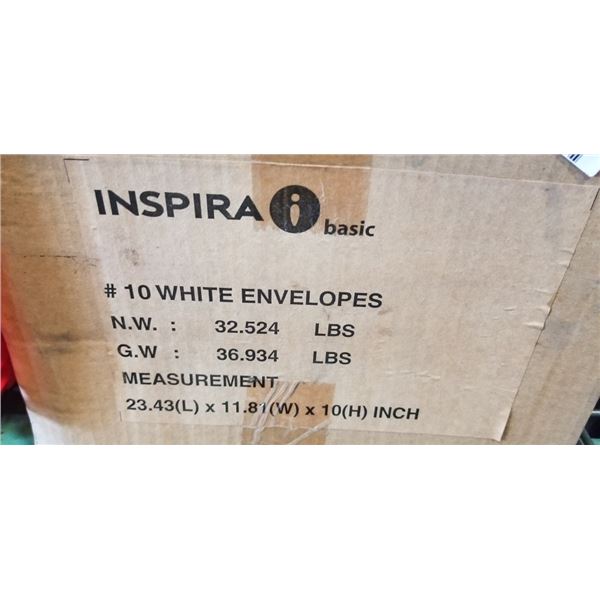 INSPIRA i basic
# 10 WHITE ENVELOPES
N.W. : 32.524 LBS
G.W : 36.934 LBS
MEASUREMENT
23.43(L) x 11.81(W) x 10(H) INCH